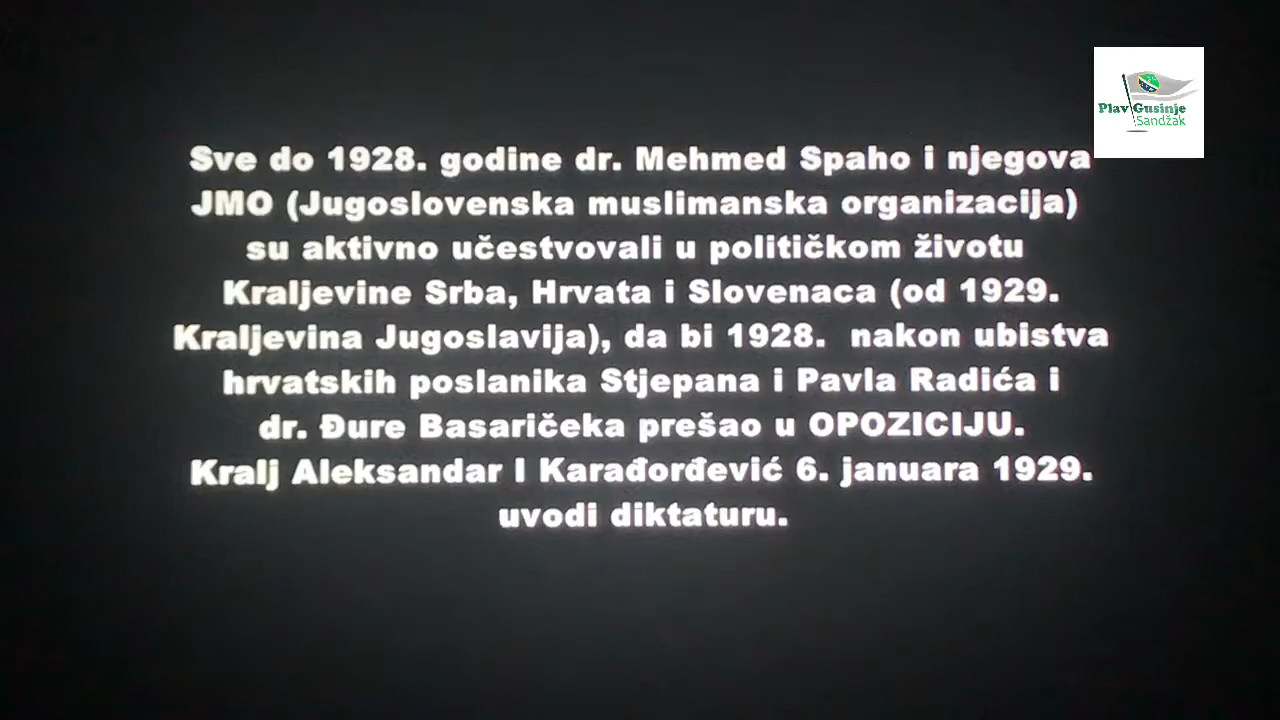 Sve do 1928. godine dr. Mehmed Spaho i njegova
JMO (Jugoslovenska muslimanska organizacija)
su aktivno učestvovali u političkom životu
Kraljevine Srba, Hrvata i Slovenaca (od 1929.
Kraljevina Jugoslavija), da bi 1928. nakon ubistva
hrvatskih poslanika Stjepana i Pavla Radića i
dr. Đure Basaričeka prešao u OPOZICIJU.
Kralj Aleksandar I Karađorđević 6. januara 1929.
uvodi diktaturu.
Plav Gusinje
Sandžak